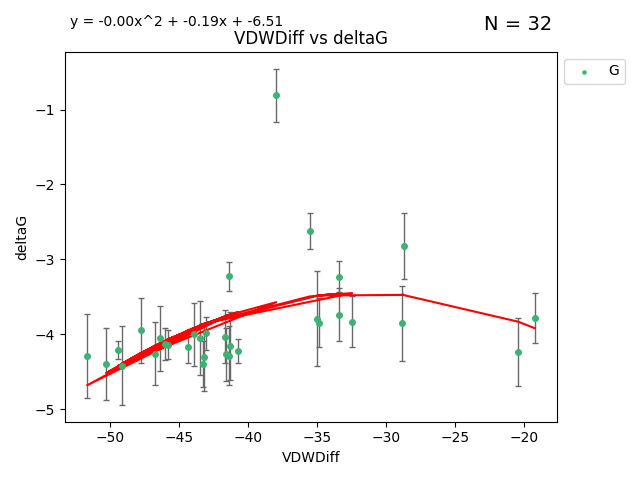 y = -0.00x^2 + -0.19x + -6.51
N = 32
VDWDiff vs deltaG
G
deltaG
−1
−2
−3
−4
−5
−50 −45 −40 −35 −30 −25 −20
VDWDiff